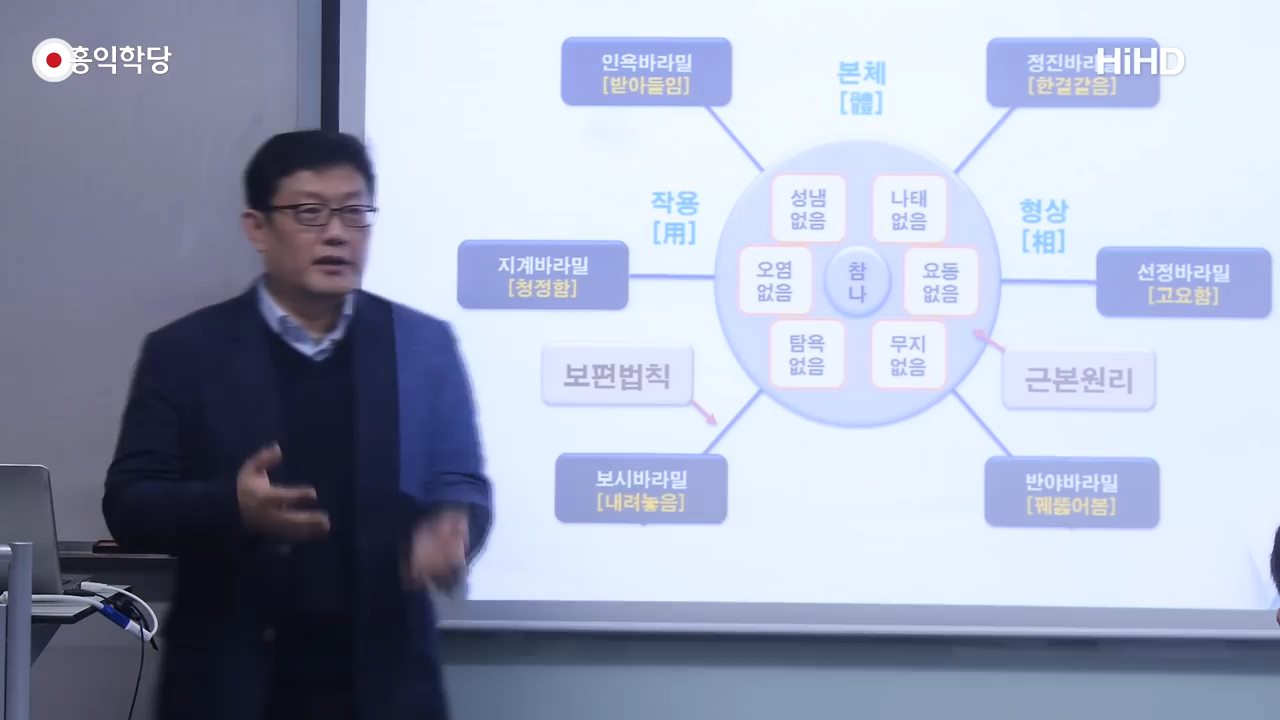 홍익학당
HiHD
인욕바라밀
[받아들임]
본체
[體]
정진바라밀
[한결같음]
작용
[用]
성냄
없음
나태
없음
형상
[相]
지계바라밀
[청정함]
오염
없음
참
나
요동
없음
선정바라밀
[고요함]
보편법칙
탐욕
없음
무지
없음
근본원리
보시바라밀
[내려놓음]
반야바라밀
[꿰뚫어봄]